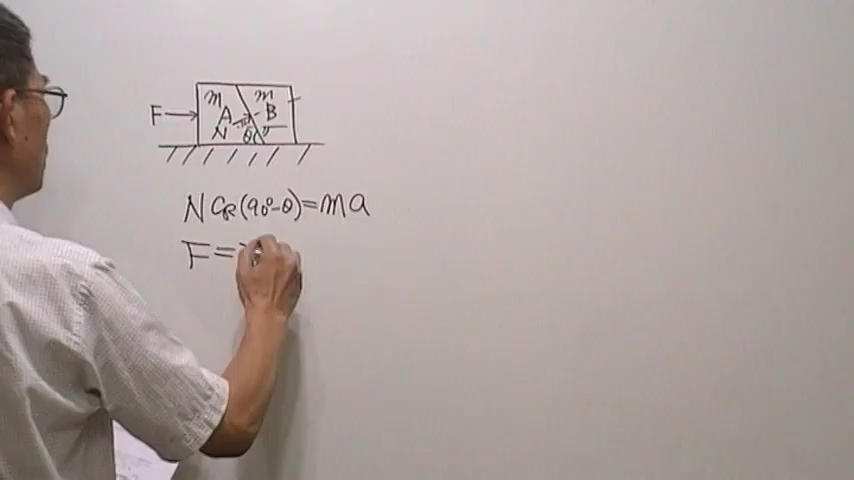 m m
F A B
N θ
N cos(90°-θ)=ma
F=